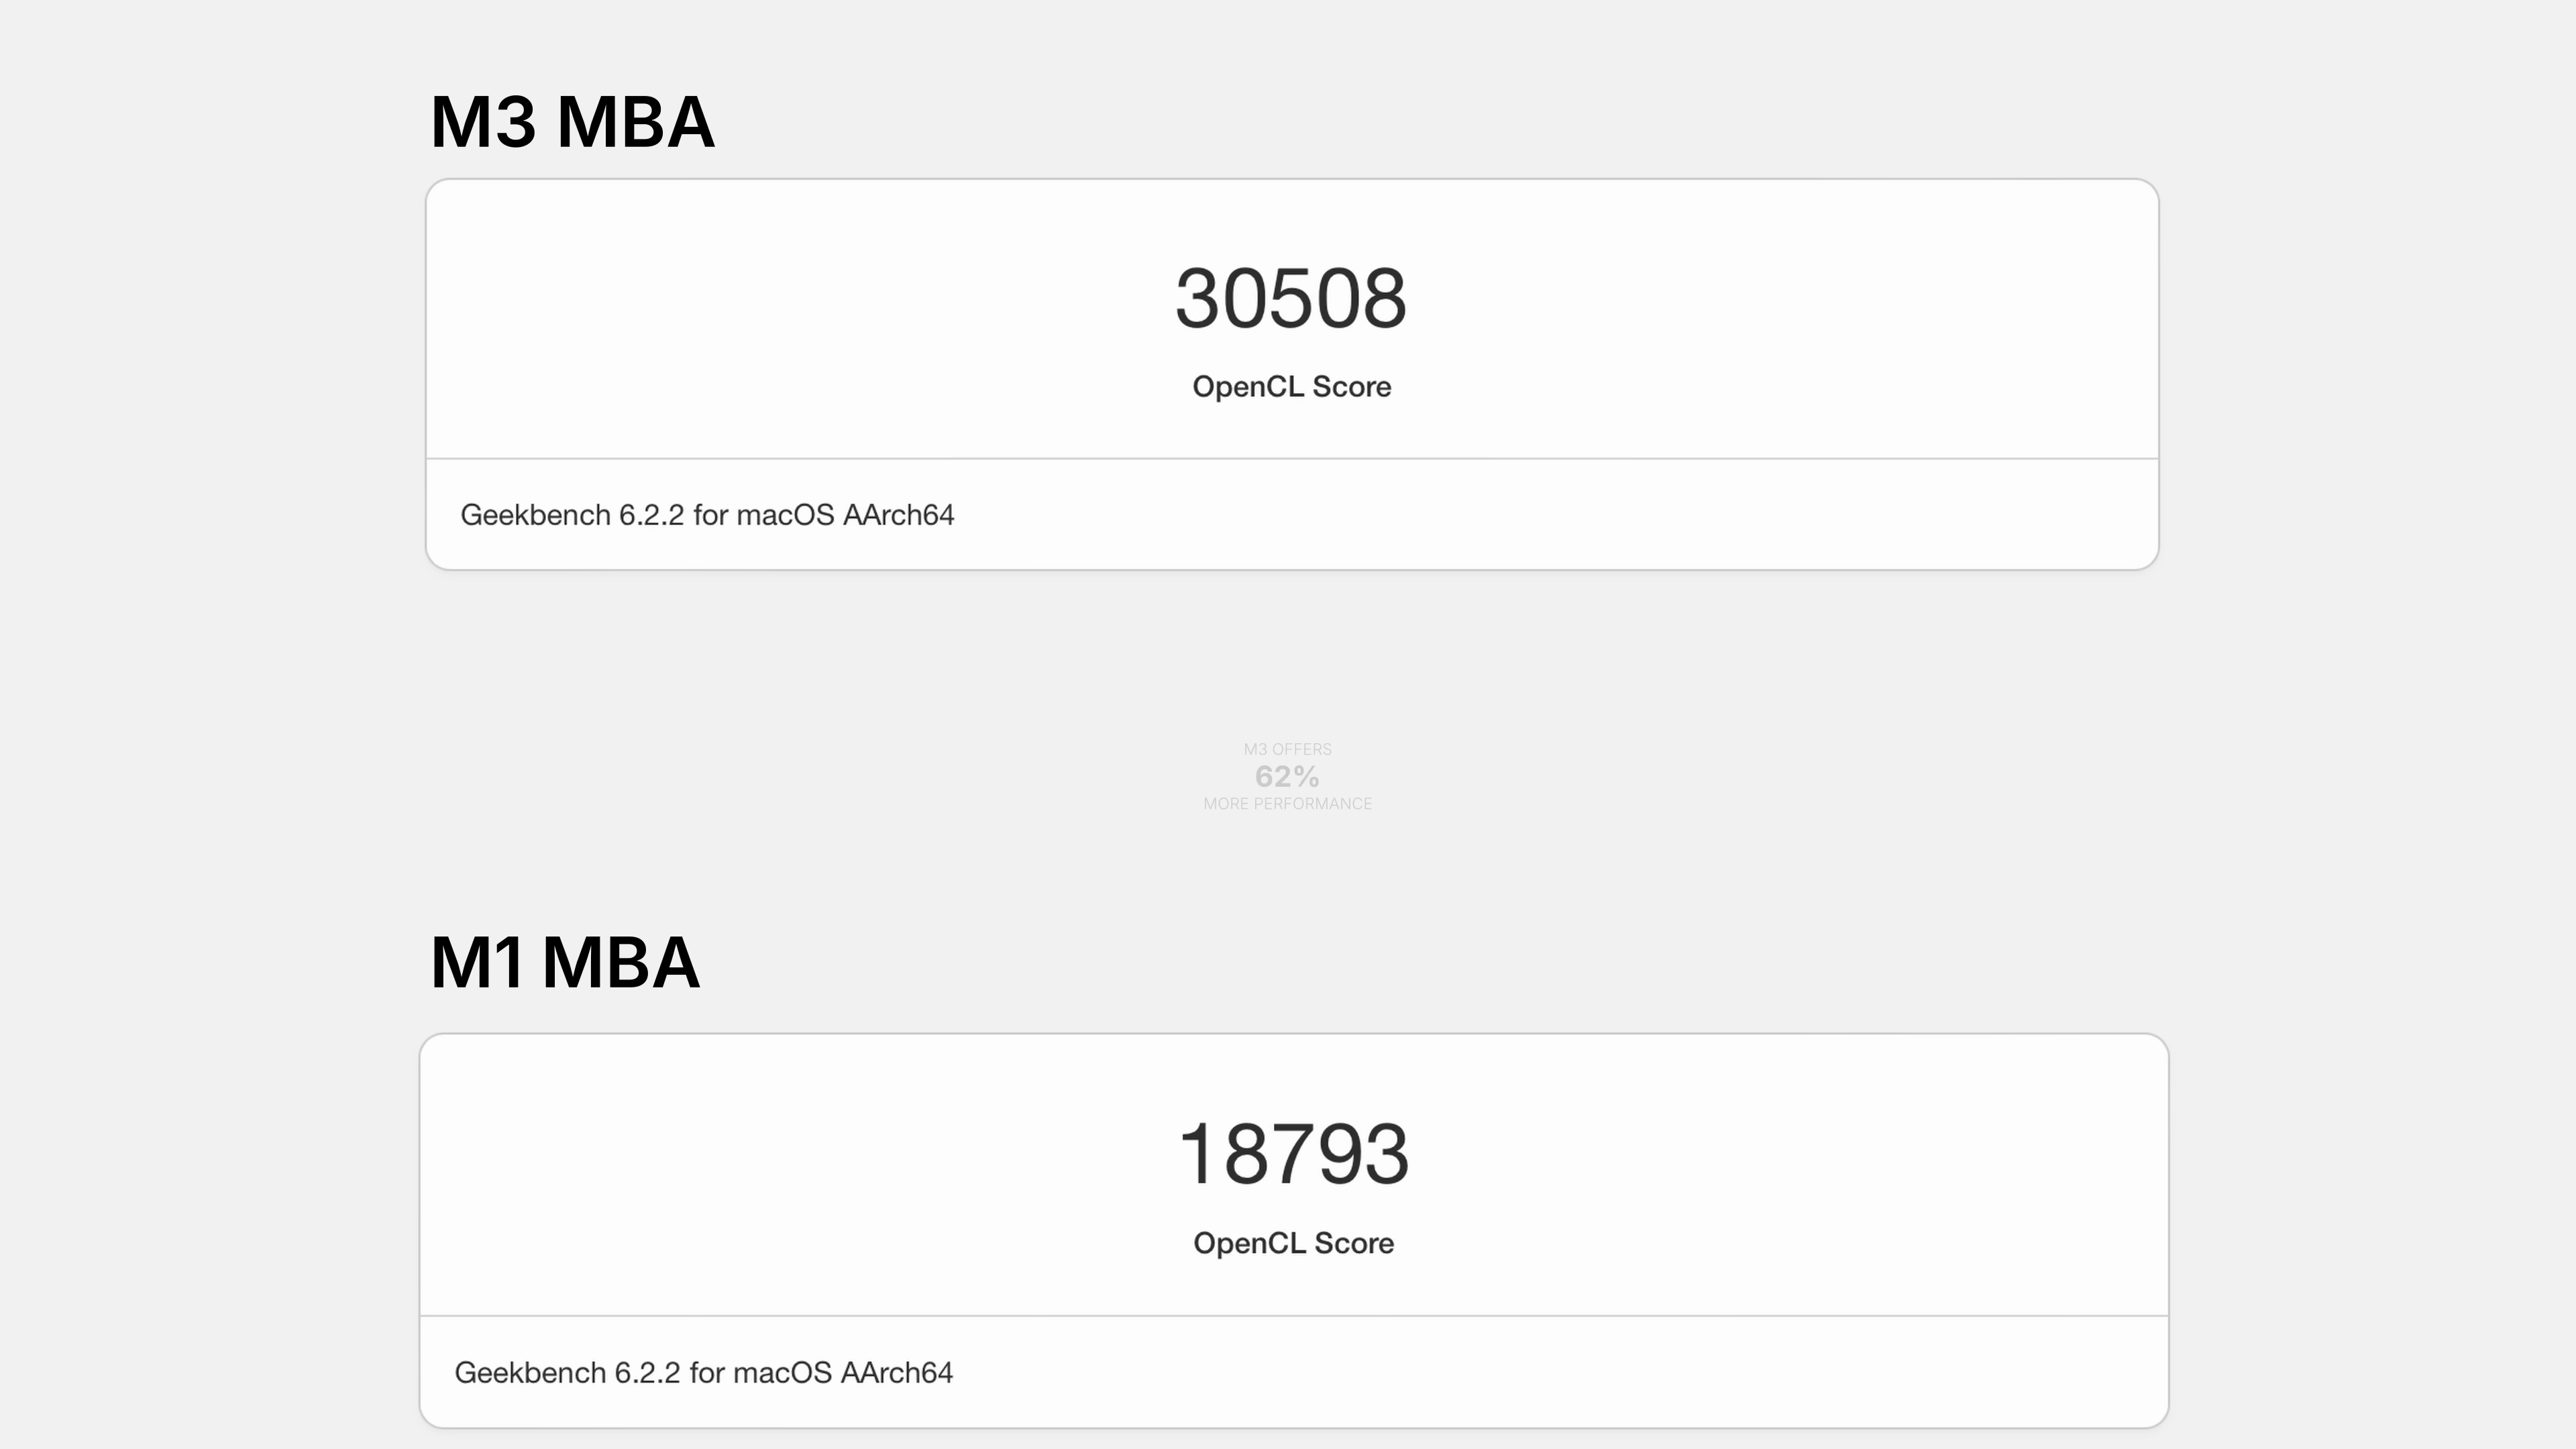 M3 MBA
30508
OpenCL Score
Geekbench 6.2.2 for macOS AArch64
M3 OFFERS
62%
MORE PERFORMANCE
M1 MBA
18793
OpenCL Score
Geekbench 6.2.2 for macOS AArch64